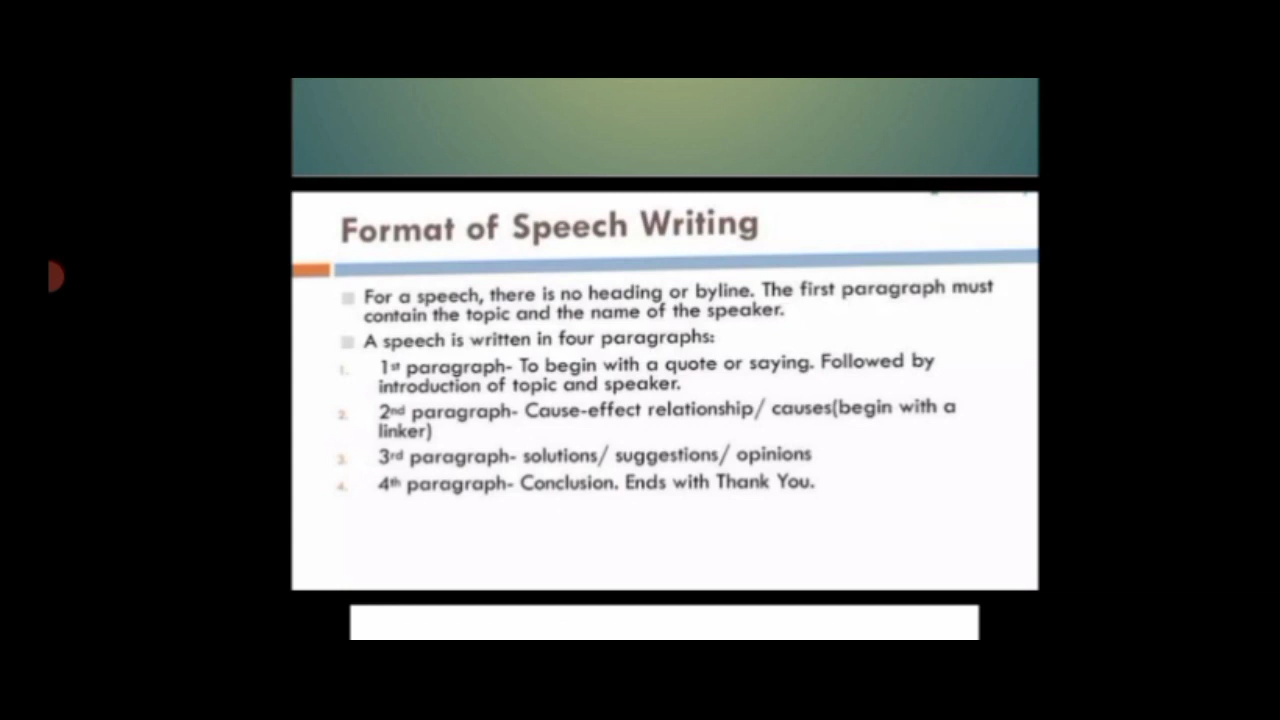 Format of Speech Writing
For a speech, there is no heading or byline. The first paragraph must
contain the topic and the name of the speaker.
A speech is written in four paragraphs:
1. 1st paragraph- To begin with a quote or saying. Followed by
introduction of topic and speaker.
2. 2nd paragraph- Cause-effect relationship/ causes(begin with a
linker)
3. 3rd paragraph- solutions/ suggestions/ opinions
4. 4th paragraph- Conclusion. Ends with Thank You.